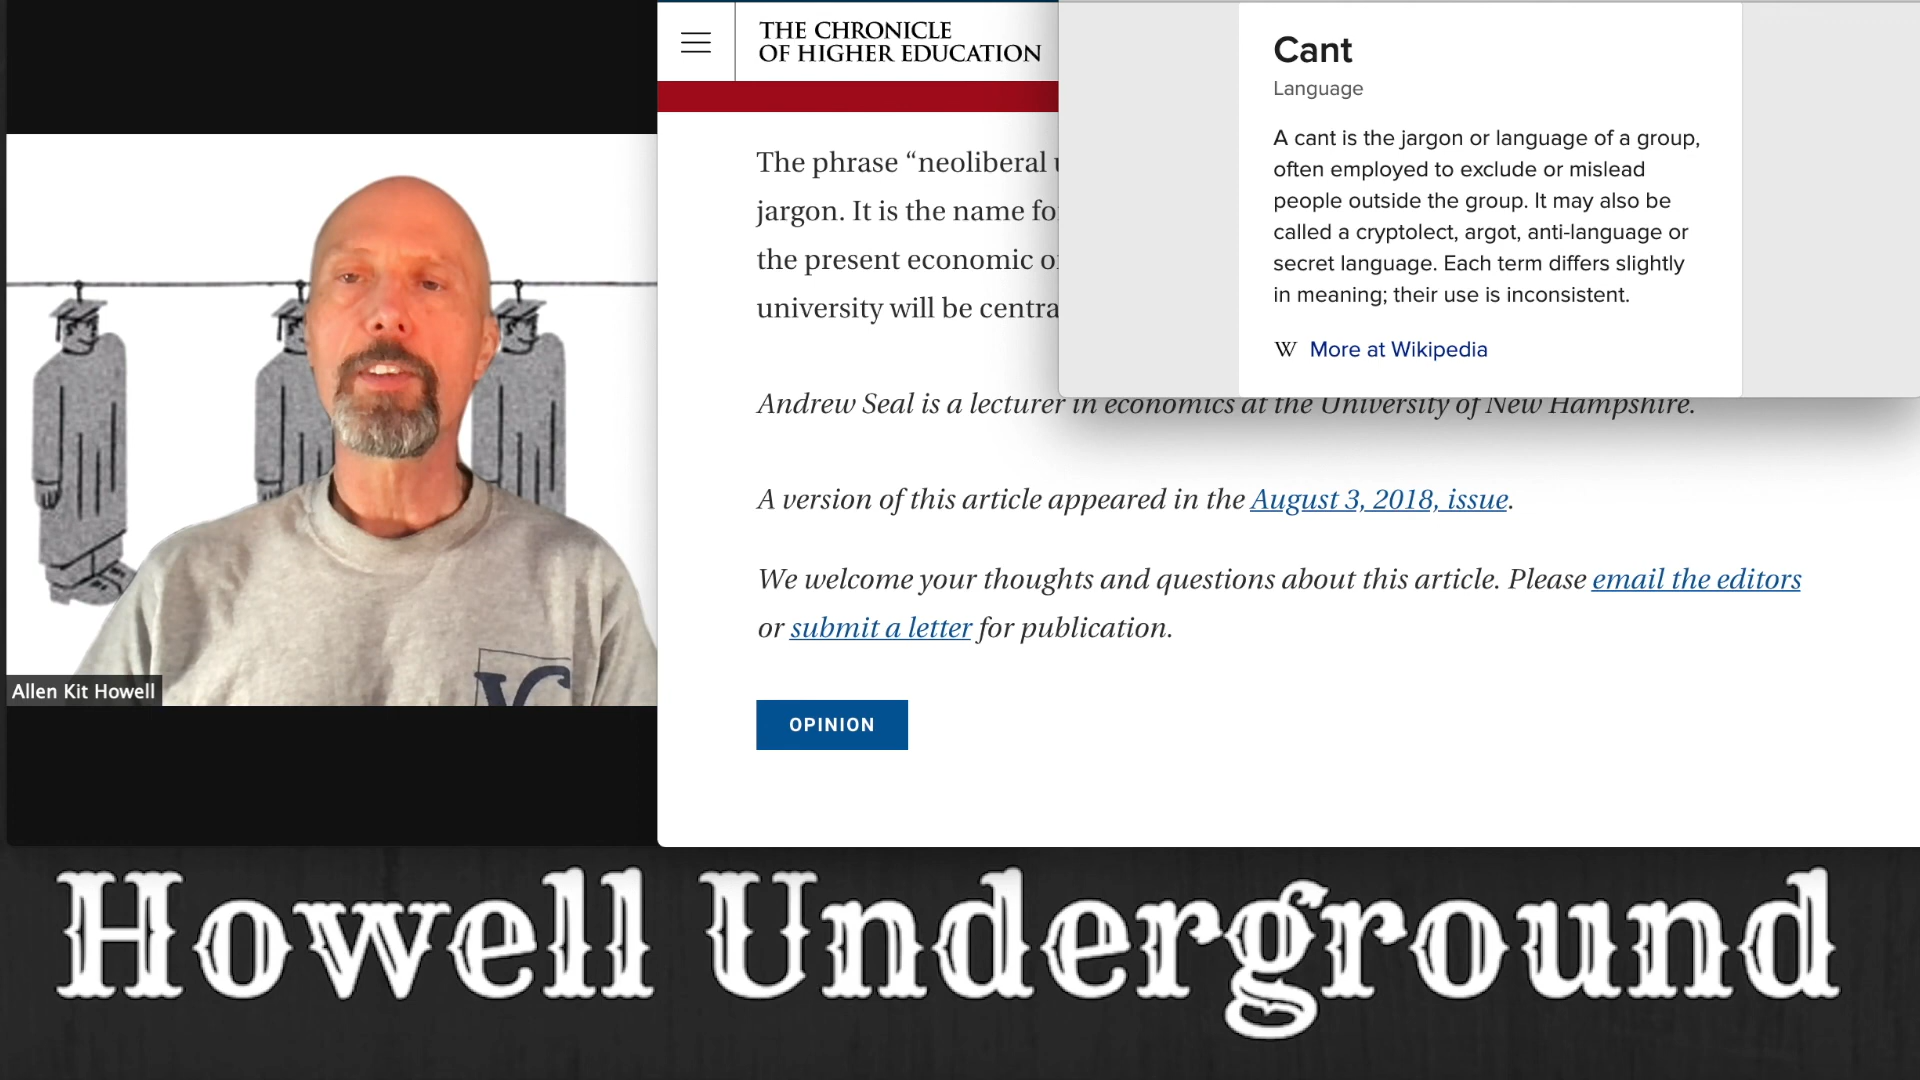 THE CHRONICLE
OF HIGHER EDUCATION
The phrase “neoliberal
jargon. It is the name
the present economic
university will be
Cant
Language
A cant is the jargon or language of a group,
often employed to exclude or mislead
people outside the group. It may also be
called a cryptolect, argot, anti-language or
secret language. Each term differs slightly
in meaning; their use is inconsistent.
W More at Wikipedia
Andrew Seal is a lecturer in economics at the University of New Hampshire.
A version of this article appeared in the August 3, 2018, issue.
We welcome your thoughts and questions about this article. Please email the editors
or submit a letter for publication.
OPINION
Allen Kit Howell
Howell Underground